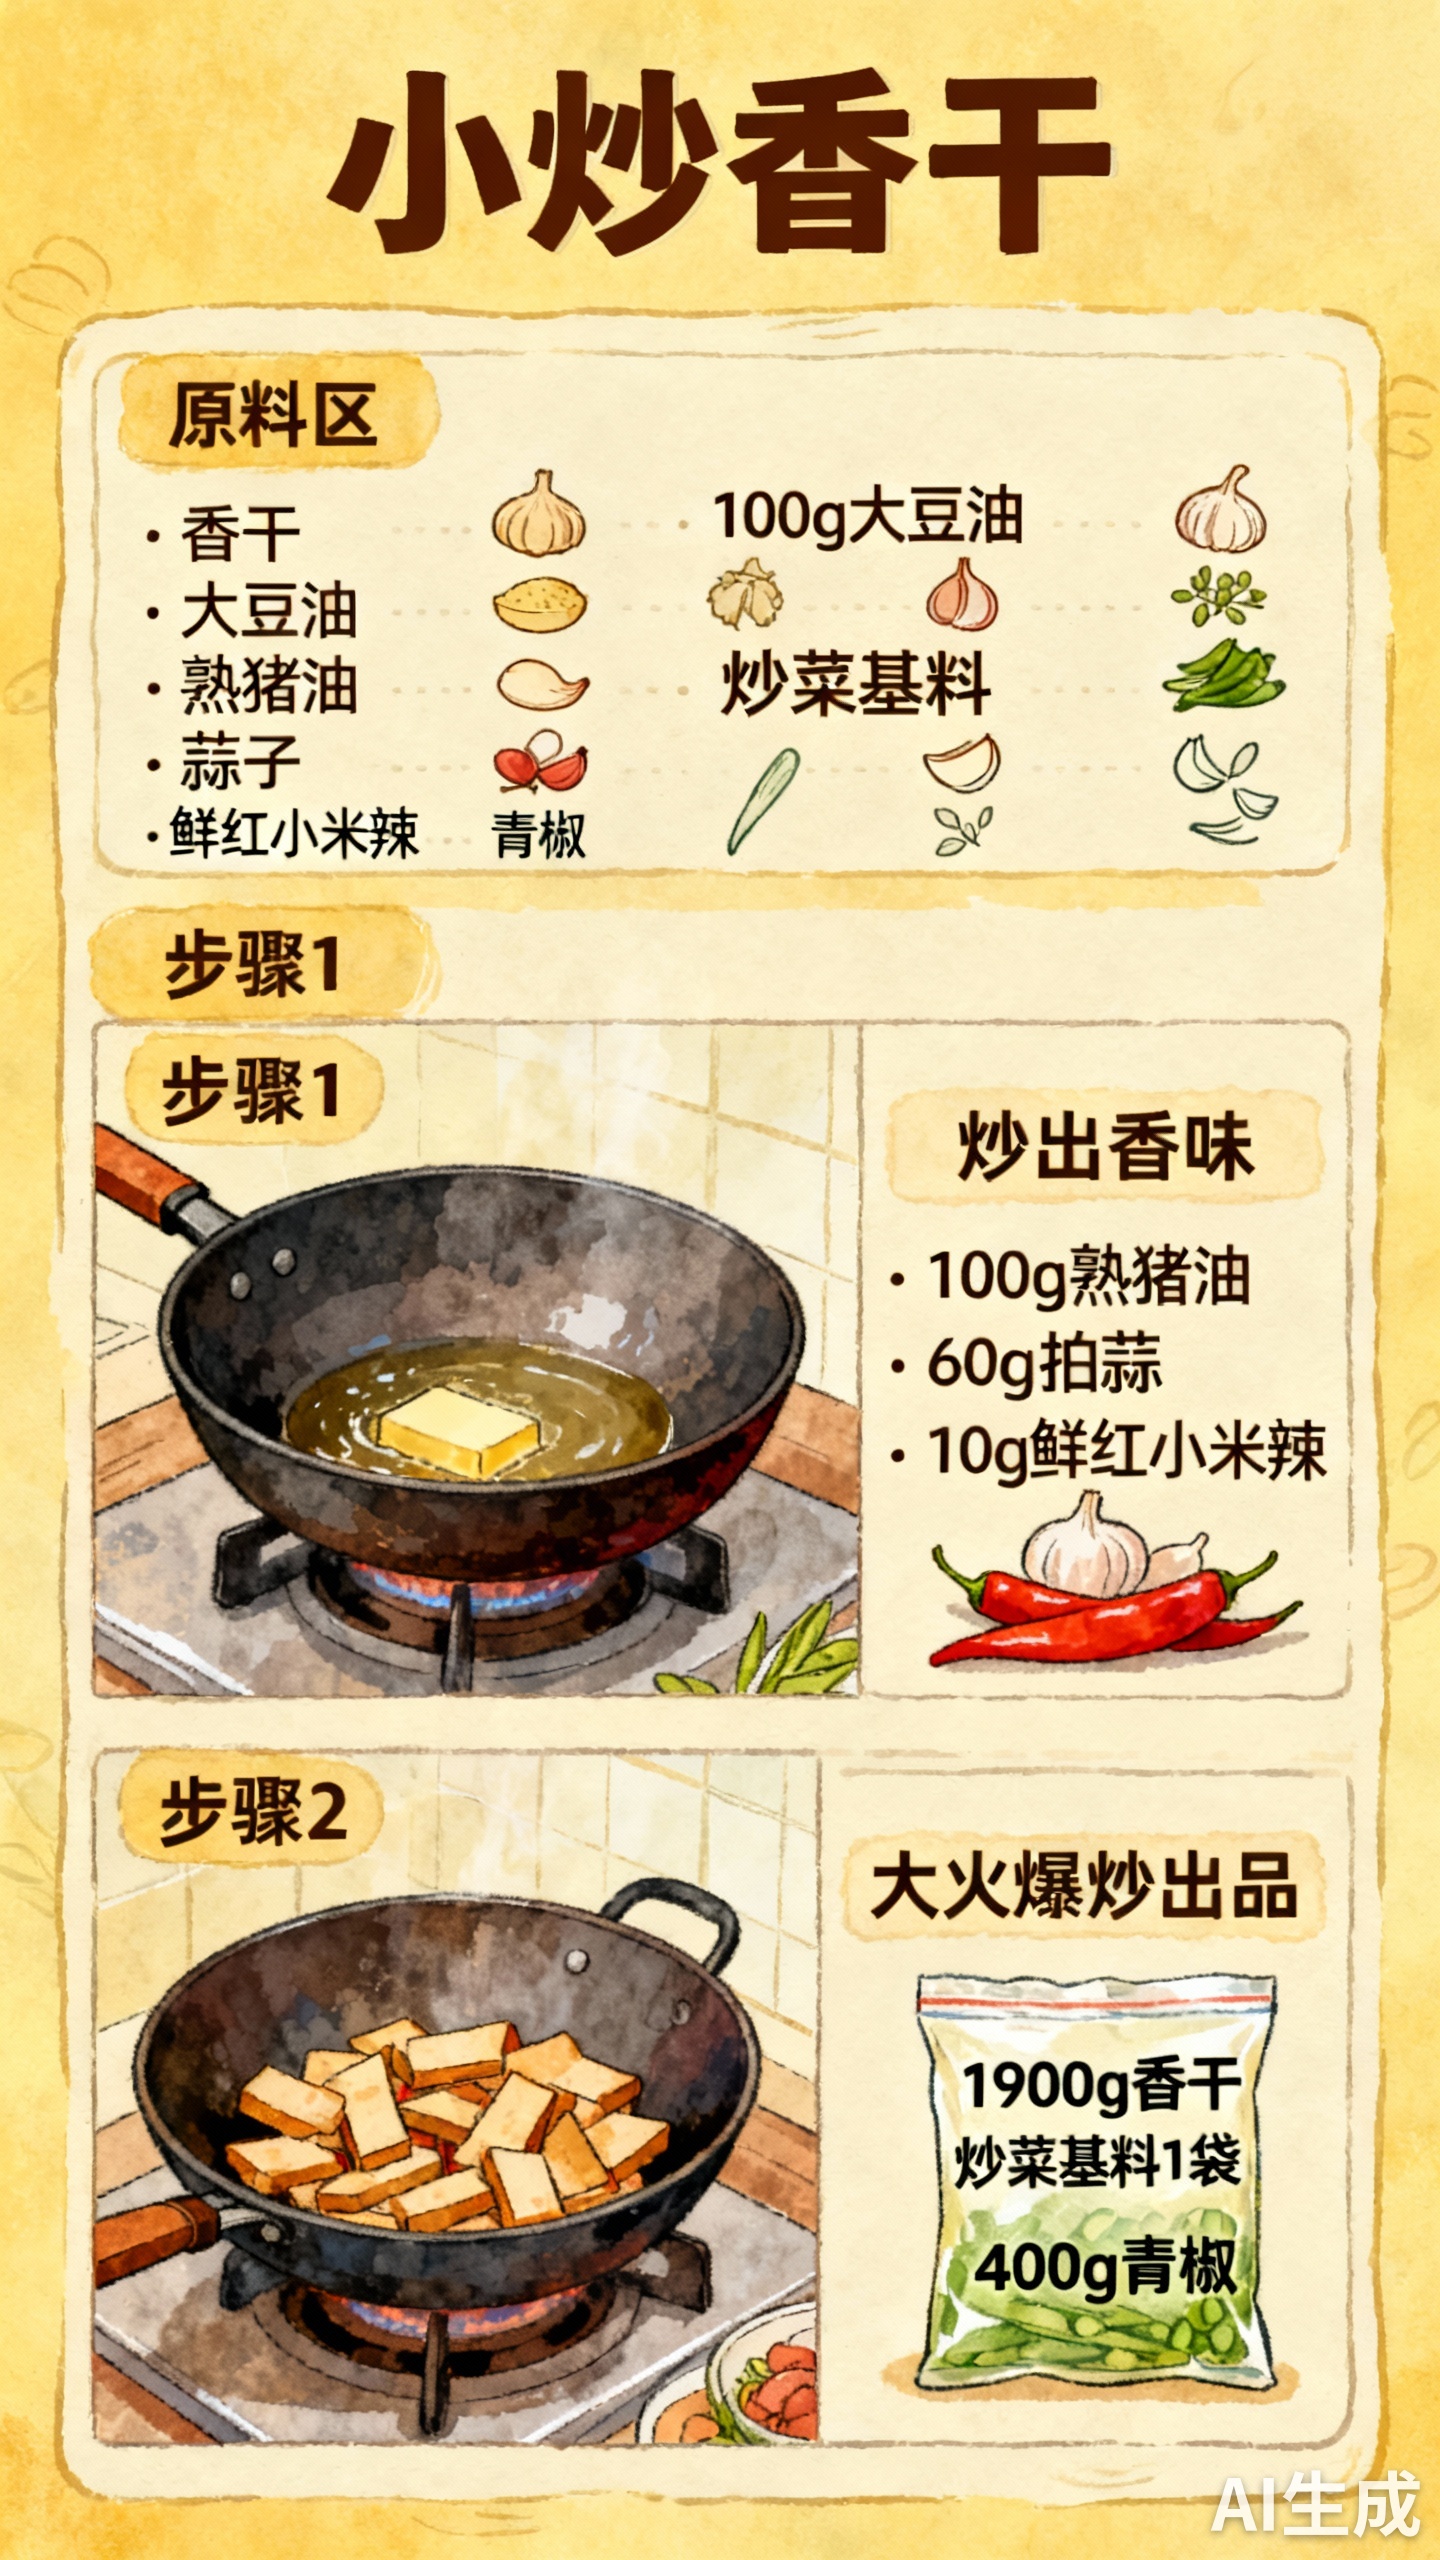 小炒香干
原料区
·香干
100g大豆油
·大豆油
·熟猪油
炒菜基料
·蒜子
·鲜红小米辣
青椒
步骤1
步骤1
炒出香味
·100g熟猪油
·60g拍蒜
·10g鲜红小米辣
步骤2
大火爆炒出品
1900g香干
炒菜基料1袋
400g青椒
AI生成